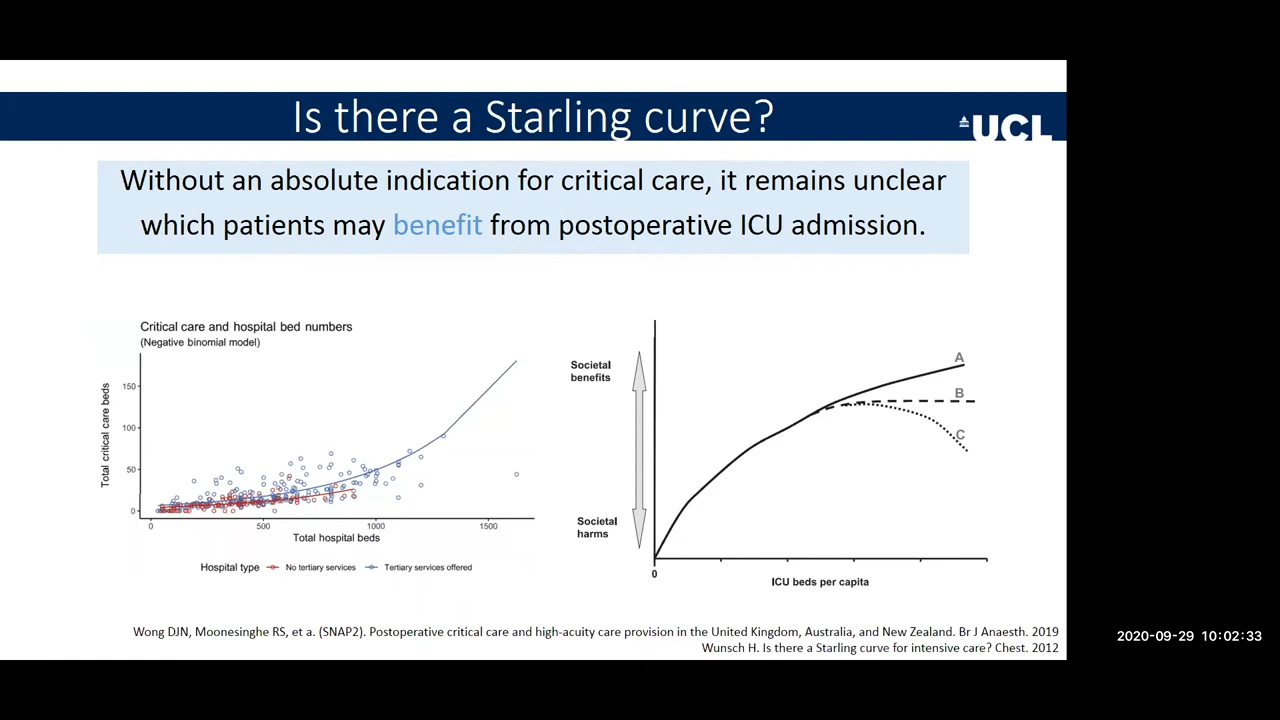 Is there a Starling curve?
UCL
Without an absolute indication for critical care, it remains unclear
which patients may benefit from postoperative ICU admission.
Critical care and hospital bed numbers
(Negative binomial model)
Total critical care beds
150
100
50
0
0
500
1000
1500
Total hospital beds
Hospital type
No tertiary services
Tertiary services offered
Societal
benefits
Societal
harms
A
B
C
0
ICU beds per capita
Wong DJN, Moonesinghe RS, et a. (SNAP2). Postoperative critical care and high-acuity care provision in the United Kingdom, Australia, and New Zealand. Br J Anaesth. 2019
Wunsch H. Is there a Starling curve for intensive care? Chest. 2012
2020-09-29 10:02:33